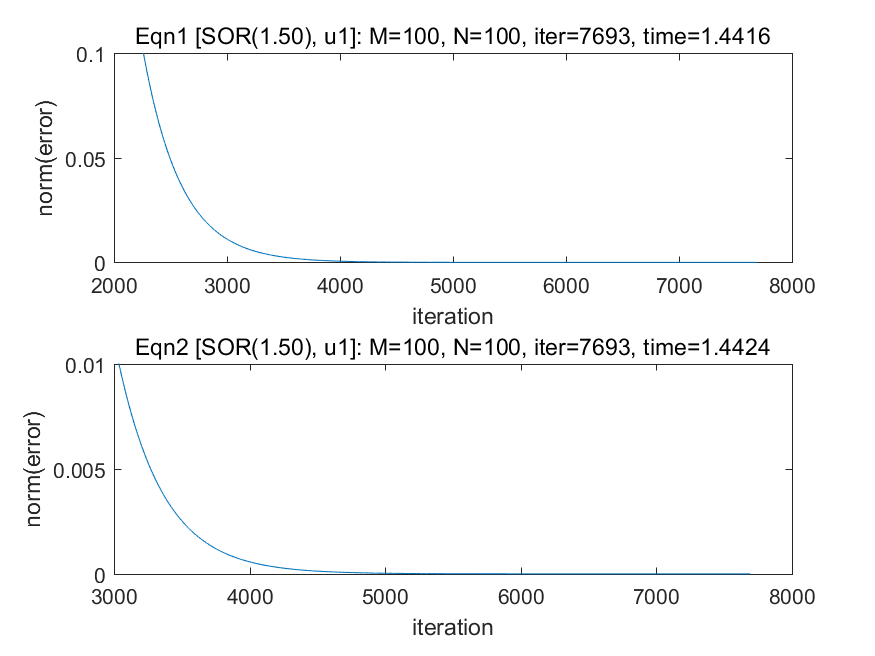 Eqn1 [SOR(1.50), u1]: M=100, N=100, iter=7693, time=1.4416
0.1
0.05
0
norm(error)
2000 3000 4000 5000 6000 7000 8000
iteration
Eqn2 [SOR(1.50), u1]: M=100, N=100, iter=7693, time=1.4424
0.01
0.005
0
norm(error)
3000 4000 5000 6000 7000 8000
iteration